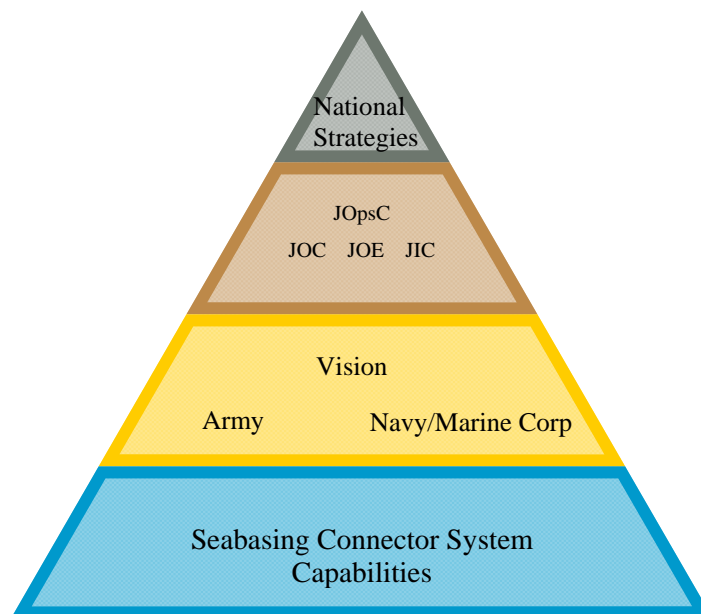 National
Strategies
JOpsC
JOC JOE JIC
Vision
Army Navy/Marine Corp
Seabasing Connector System
Capabilities